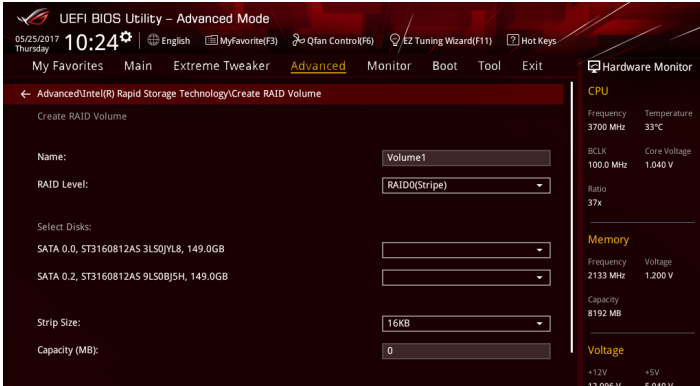 UEFI BIOS Utility – Advanced Mode
05/25/2017 Thursday 10:24 English MyFavorite(F3) Qfan Control(F6) EZ Tuning Wizard(F11) ? Hot Keys
My Favorites Main Extreme Tweaker Advanced Monitor Boot Tool Exit
Hardware Monitor
← Advanced\Intel(R) Rapid Storage Technology\Create RAID Volume
Create RAID Volume
Name: Volume1
RAID Level: RAID0(Stripe)
Select Disks:
SATA 0.0, ST3160812AS 3LS0JYL8, 149.0GB
SATA 0.2, ST3160812AS 9LS0BJ5H, 149.0GB
Strip Size: 16KB
Capacity (MB): 0
CPU
Frequency Temperature
3700 MHz 33°C
BCLK Core Voltage
100.0 MHz 1.040 V
Ratio
37x
Memory
Frequency Voltage
2133 MHz 1.200 V
Capacity
8192 MB
Voltage
+12V +5V
12.096 V 5.040 V